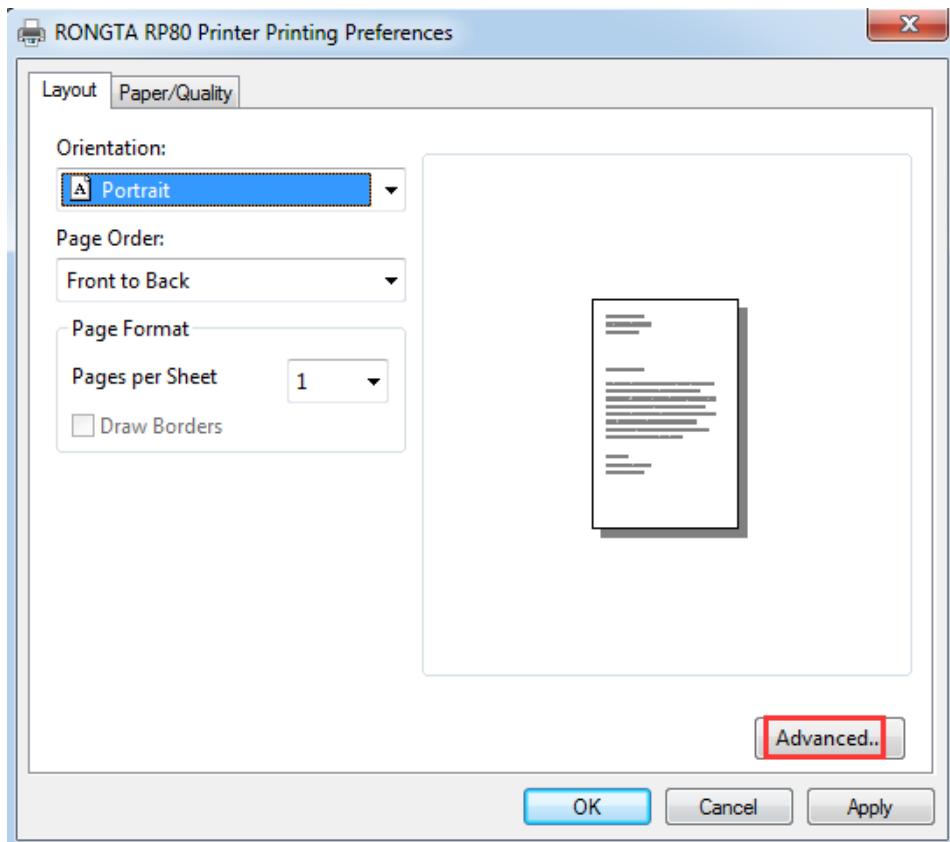 RONGTA RP80 Printer Printing Preferences
Layout
Paper/Quality
Orientation:
A Portrait
Page Order:
Front to Back
Page Format
Pages per Sheet
1
Draw Borders
Advanced..
OK
Cancel
Apply